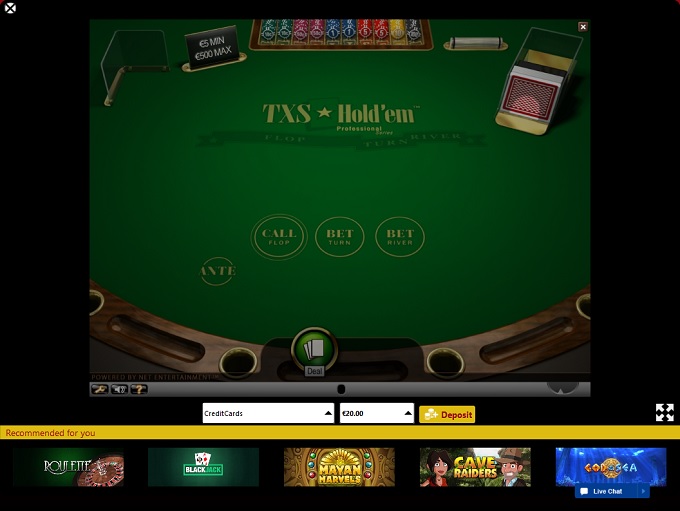 €5 MIN
€500 MAX
TXS ★ Hold'em™
Professional
Series
FLOP
TURN
RIVER
CALL
FLOP
BET
TURN
BET
RIVER
ANTE
Deal
POWERED BY NET ENTERTAINMENT™
CreditCards
€20.00
Deposit
Recommended for you
ROULETTE
BLACKJACK
MAYAN
MARVELS
CAVE
RAIDERS
GOD OF SEA
Live Chat